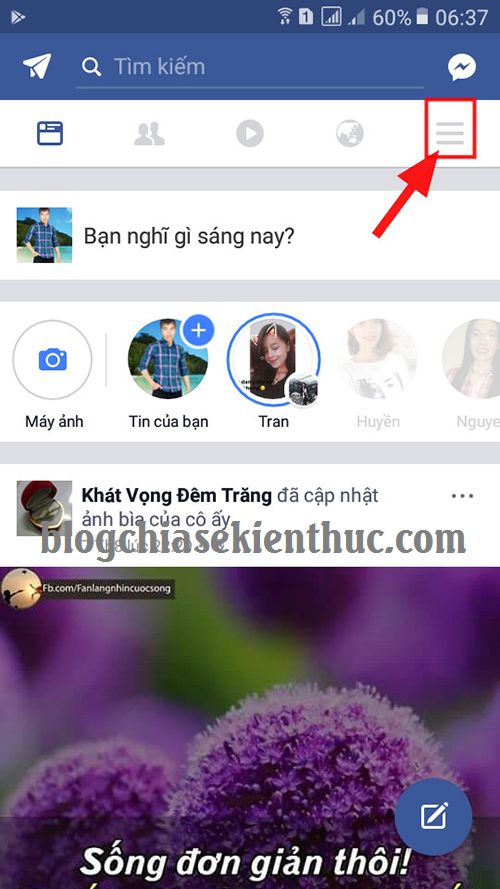 1 60% 06:37
Tìm kiếm
Bạn nghĩ gì sáng nay?
Máy ảnh
Tin của bạn
Tran
Huyền
Nguye
Khát Vọng Đêm Trăng đã cập nhật
ảnh bìa của cô ấy.
blogchiasekienthuc.com
Fb.com/Fanlangnhincuocsong
Sống đơn giản thôi!